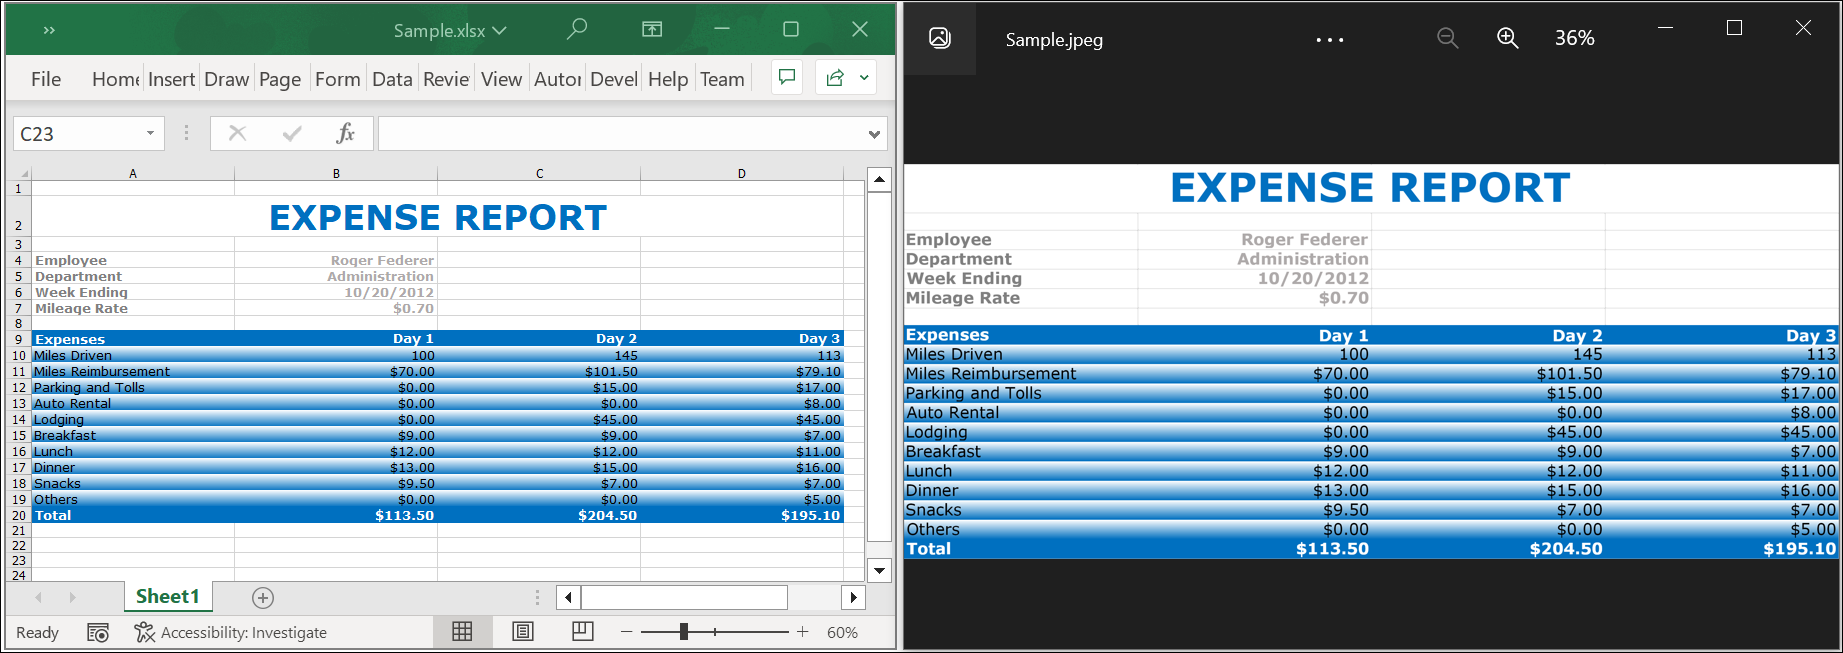 »
Sample.xlsx
File Home Insert Draw Page Form Data Revie View Autor Devel Help Team
C23
fx
A B C D
1
2 EXPENSE REPORT
3
4 Employee Roger Federer
5 Department Administration
6 Week Ending 10/20/2012
7 Mileage Rate $0.70
8
9 Expenses Day 1 Day 2 Day 3
10 Miles Driven 100 145 113
11 Miles Reimbursement $70.00 $101.50 $79.10
12 Parking and Tolls $0.00 $15.00 $17.00
13 Auto Rental $0.00 $0.00 $8.00
14 Lodging $0.00 $45.00 $45.00
15 Breakfast $9.00 $9.00 $7.00
16 Lunch $12.00 $12.00 $11.00
17 Dinner $13.00 $15.00 $16.00
18 Snacks $9.50 $7.00 $7.00
19 Others $0.00 $0.00 $5.00
20 Total $113.50 $204.50 $195.10
21
22
23
24
Sheet1
Ready Accessibility: Investigate 60%
Sample.jpeg ... 36%
EXPENSE REPORT
Employee Roger Federer
Department Administration
Week Ending 10/20/2012
Mileage Rate $0.70
Expenses Day 1 Day 2 Day 3
Miles Driven 100 145 113
Miles Reimbursement $70.00 $101.50 $79.10
Parking and Tolls $0.00 $15.00 $17.00
Auto Rental $0.00 $0.00 $8.00
Lodging $0.00 $45.00 $45.00
Breakfast $9.00 $9.00 $7.00
Lunch $12.00 $12.00 $11.00
Dinner $13.00 $15.00 $16.00
Snacks $9.50 $7.00 $7.00
Others $0.00 $0.00 $5.00
Total $113.50 $204.50 $195.10